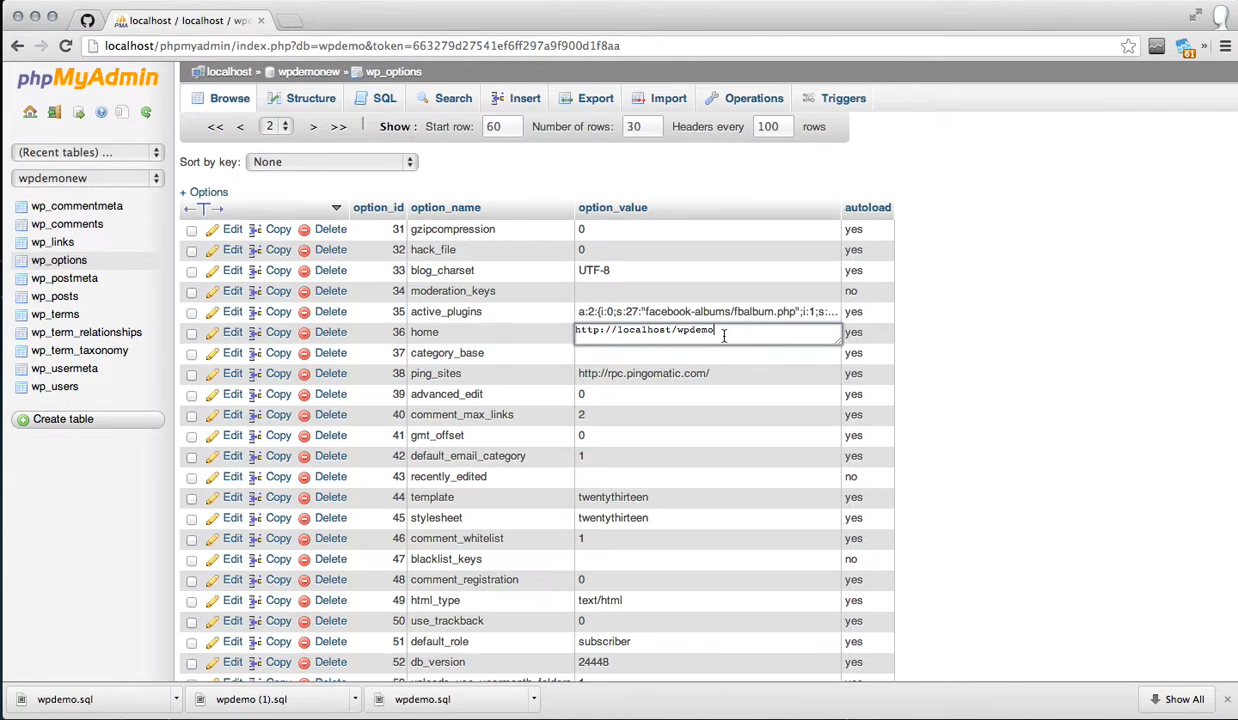 localhost / localhost / wpd
localhost/phpmyadmin/index.php?db=wpdemo&token=663279d27541ef6ff297a9f900d1f8aa
phpMyAdmin
(Recent tables) ...
wpdemonew
wp_commentmeta
wp_comments
wp_links
wp_options
wp_postmeta
wp_posts
wp_terms
wp_term_relationships
wp_term_taxonomy
wp_usermeta
wp_users
Create table
localhost » wpdemonew » wp_options
Browse Structure SQL Search Insert Export Import Operations Triggers
<< < 2 > >> Show : Start row: 60 Number of rows: 30 Headers every 100 rows
Sort by key: None
+ Options
←T→ option_id option_name option_value autoload
Edit Copy Delete 31 gzipcompression 0 yes
Edit Copy Delete 32 hack_file 0 yes
Edit Copy Delete 33 blog_charset UTF-8 yes
Edit Copy Delete 34 moderation_keys no
Edit Copy Delete 35 active_plugins a:2:{i:0;s:27:"facebook-albums/fbalbum.php";i:1;s:... yes
Edit Copy Delete 36 home http://localhost/wpdemo yes
Edit Copy Delete 37 category_base yes
Edit Copy Delete 38 ping_sites http://rpc.pingomatic.com/ yes
Edit Copy Delete 39 advanced_edit 0 yes
Edit Copy Delete 40 comment_max_links 2 yes
Edit Copy Delete 41 gmt_offset 0 yes
Edit Copy Delete 42 default_email_category 1 yes
Edit Copy Delete 43 recently_edited no
Edit Copy Delete 44 template twentythirteen yes
Edit Copy Delete 45 stylesheet twentythirteen yes
Edit Copy Delete 46 comment_whitelist 1 yes
Edit Copy Delete 47 blacklist_keys no
Edit Copy Delete 48 comment_registration 0 yes
Edit Copy Delete 49 html_type text/html yes
Edit Copy Delete 50 use_trackback 0 yes
Edit Copy Delete 51 default_role subscriber yes
Edit Copy Delete 52 db_version 24448 yes
wpdemo.sql wpdemo (1).sql wpdemo.sql Show All